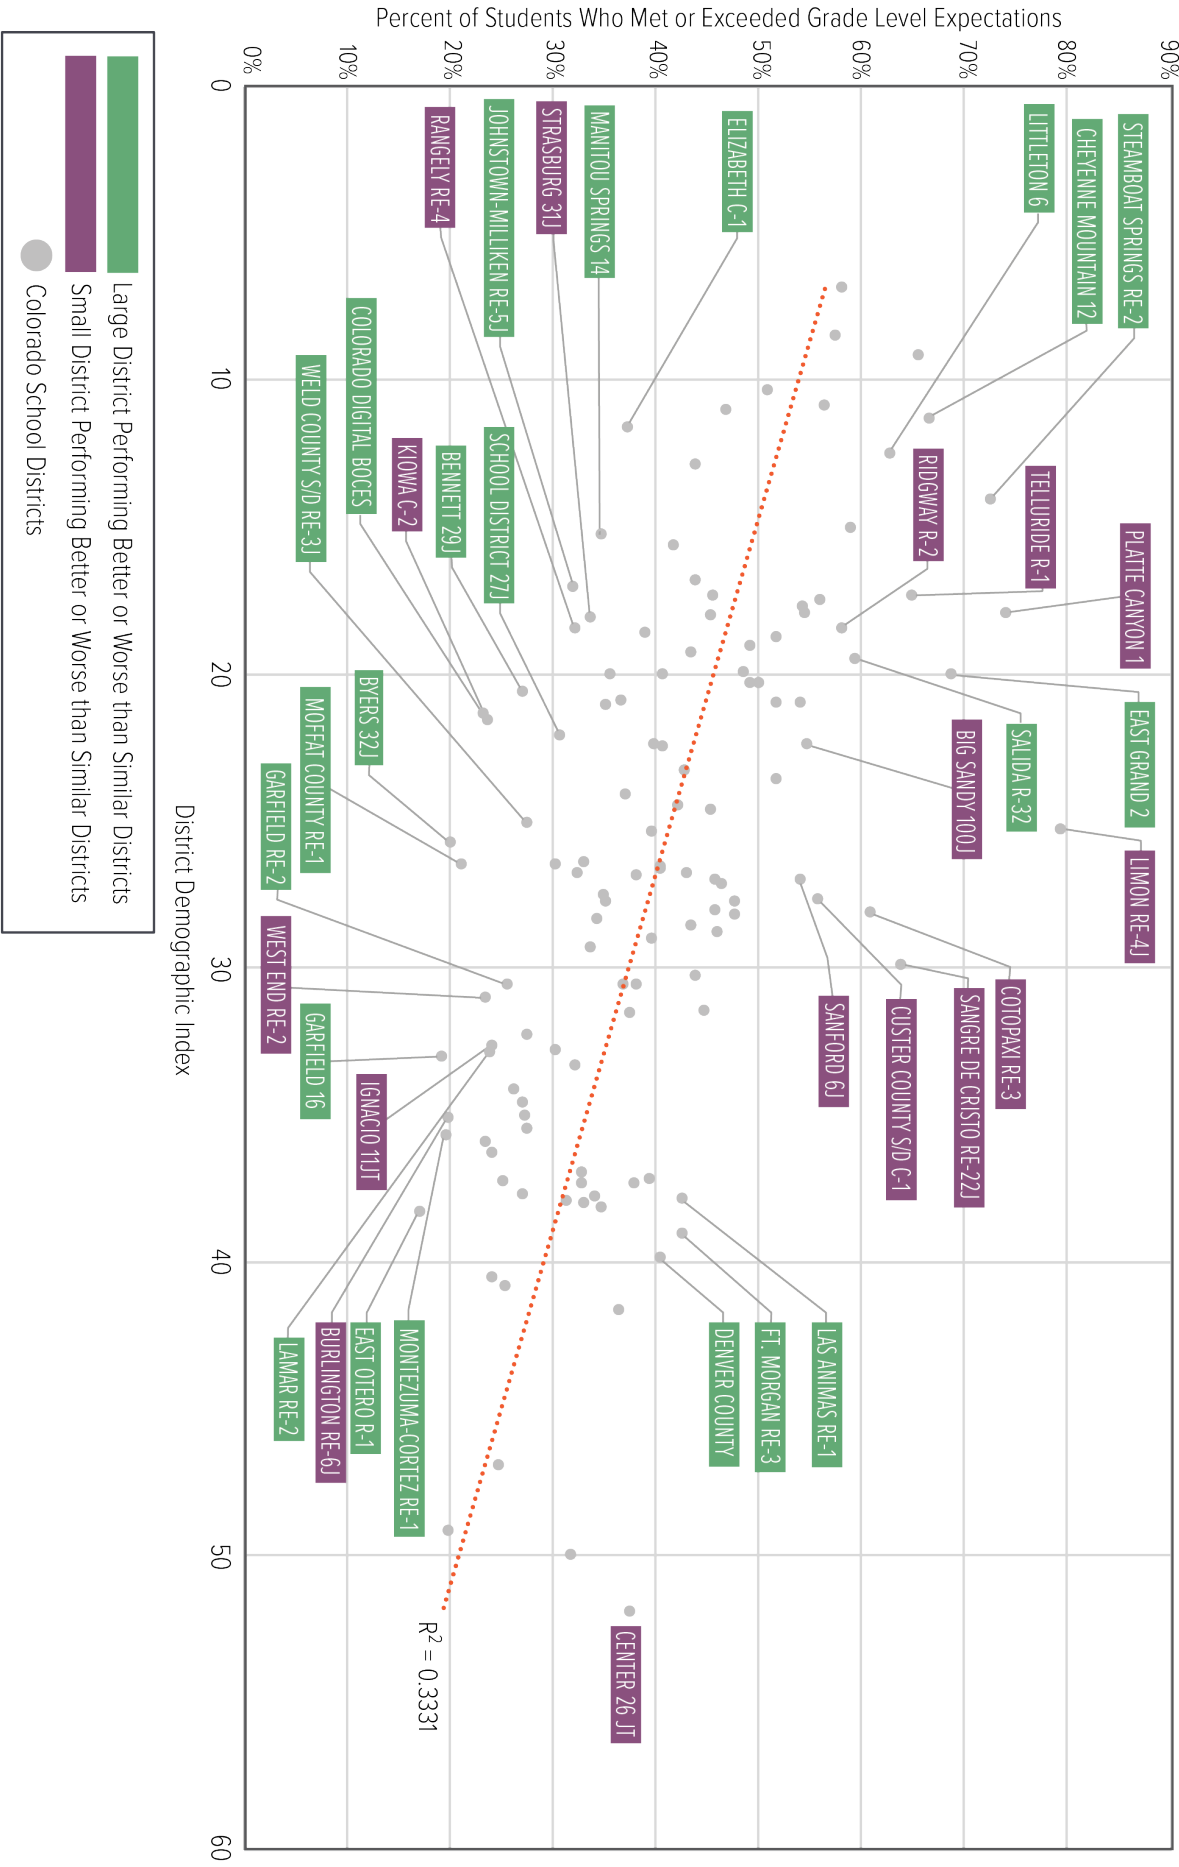 Percent of Students Who Met or Exceeded Grade Level Expectations
90%
80%
70%
60%
50%
40%
30%
20%
10%
0%
0
10
20
30
40
50
60
District Demographic Index
STEAMBOAT SPRINGS RE-2
CHEYENNE MOUNTAIN 12
LITTLETON 6
ELIZABETH C-1
MANITOU SPRINGS 14
STRASBURG 31J
JOHNSTOWN-MILLIKEN RE-5J
RANGELY RE-4
PLATTE CANYON 1
TELLURIDE R-1
RIDGWAY R-2
SCHOOL DISTRICT 27J
BENNETT 29J
KIOWA C-2
COLORADO DIGITAL BOCES
WELD COUNTY S/D RE-3J
EAST GRAND 2
SALIDA R-32
BIG SANDY 100J
BYERS 32J
MOFFAT COUNTY RE-1
GARFIELD RE-2
LIMON RE-4J
COTOPAXI RE-3
SANGRE DE CRISTO RE-22J
CUSTER COUNTY S/D C-1
SANFORD 6J
WEST END RE-2
GARFIELD 16
IGNACIO 11JT
LAS ANIMAS RE-1
FT. MORGAN RE-3
DENVER COUNTY
MONTEZUMA-CORTEZ RE-1
EAST OTERO R-1
BURLINGTON RE-6J
LAMAR RE-2
CENTER 26 JT
R² = 0.3331
Large District Performing Better or Worse than Similar Districts
Small District Performing Better or Worse than Similar Districts
Colorado School Districts